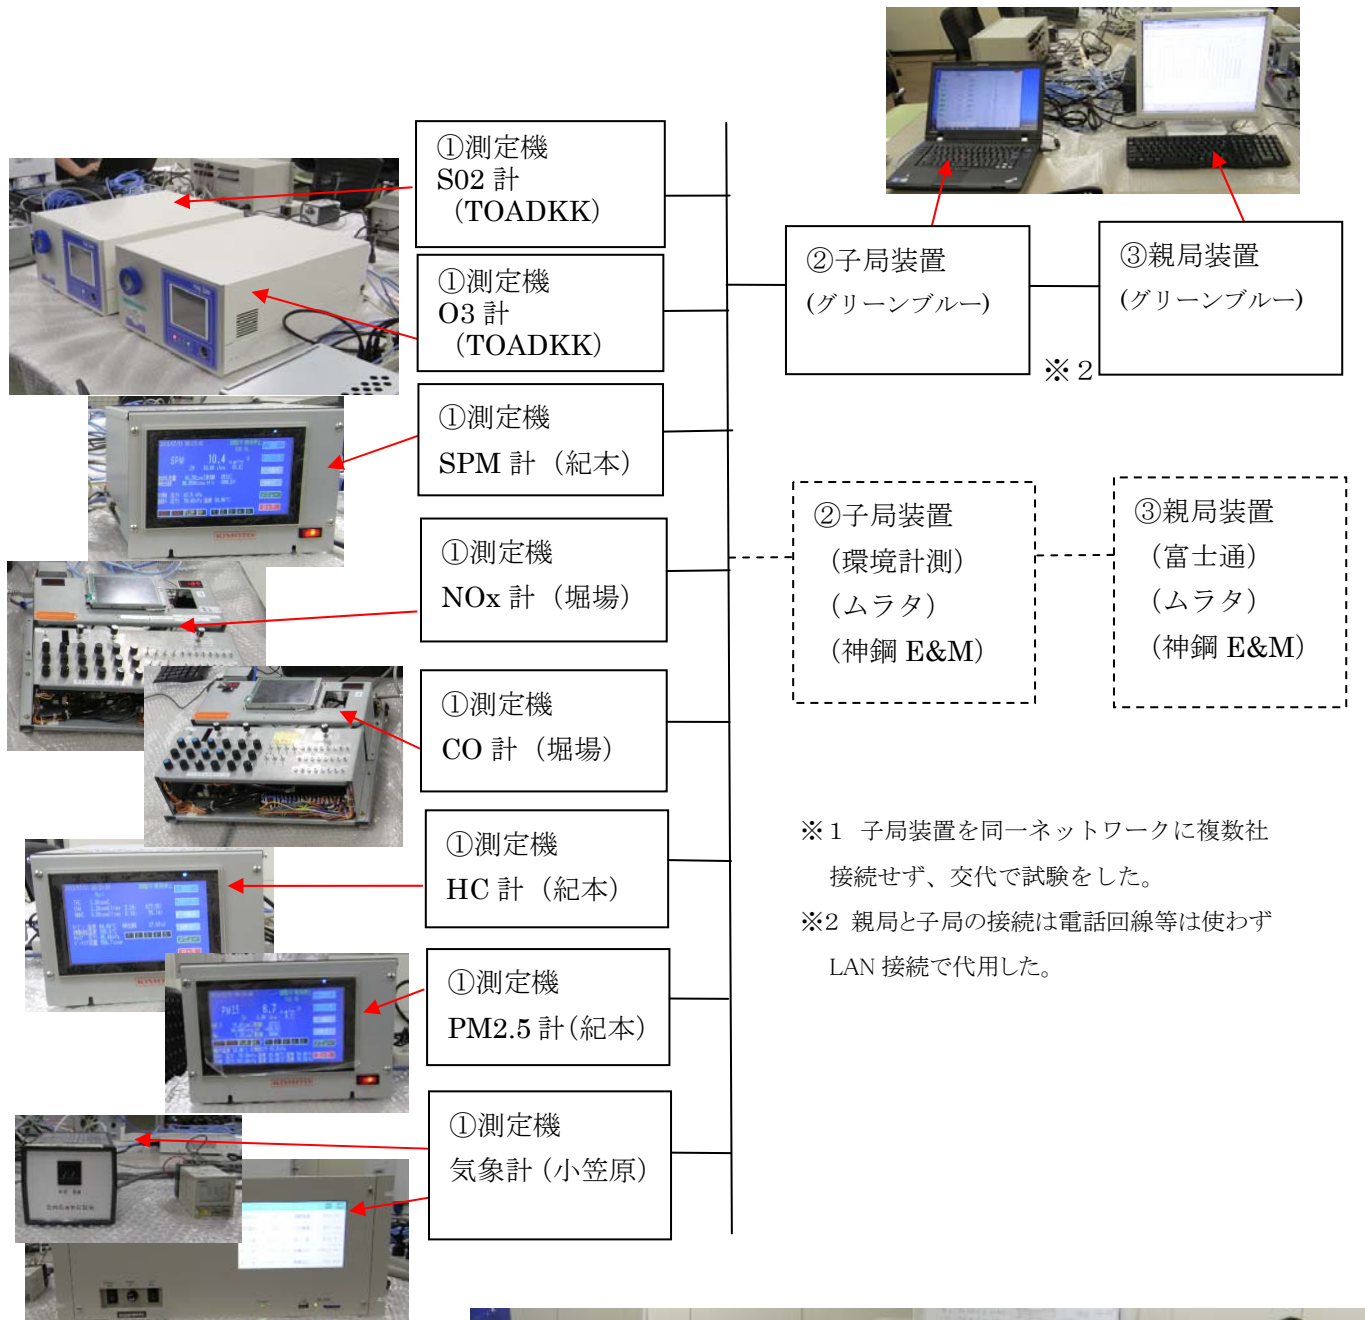 ①測定機
S02 計
（TOADKK）
①測定機
O3 計
（TOADKK）
①測定機
SPM 計（紀本）
①測定機
NOx 計（堀場）
①測定機
CO 計（堀場）
①測定機
HC 計（紀本）
①測定機
PM2.5 計（紀本）
①測定機
気象計（小笠原）
②子局装置
(グリーンブルー)
※２
③親局装置
(グリーンブルー)
②子局装置
（環境計測）
（ムラタ）
（神鋼 E&M）
③親局装置
（富士通）
（ムラタ）
（神鋼 E&M）
※１ 子局装置を同一ネットワークに複数社
接続せず、交代で試験をした。
※2 親局と子局の接続は電話回線等は使わず
LAN 接続で代用した。
SPM 10.4
KIMOTO
KIMOTO
KIMOTO